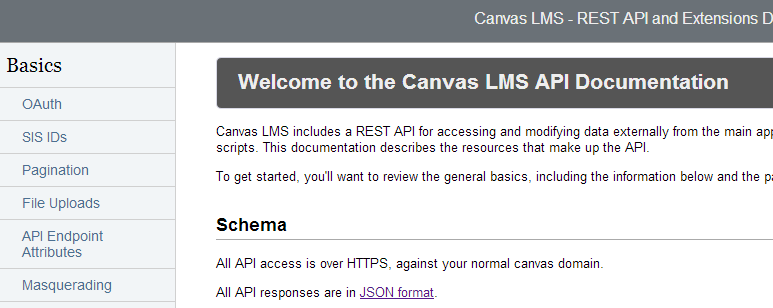 Canvas LMS - REST API and Extensions
Basics
OAuth
SIS IDs
Pagination
File Uploads
API Endpoint
Attributes
Masquerading
Welcome to the Canvas LMS API Documentation
Canvas LMS includes a REST API for accessing and modifying data externally from the main
scripts. This documentation describes the resources that make up the API.
To get started, you'll want to review the general basics, including the information below and the
Schema
All API access is over HTTPS, against your normal canvas domain.
All API responses are in JSON format.